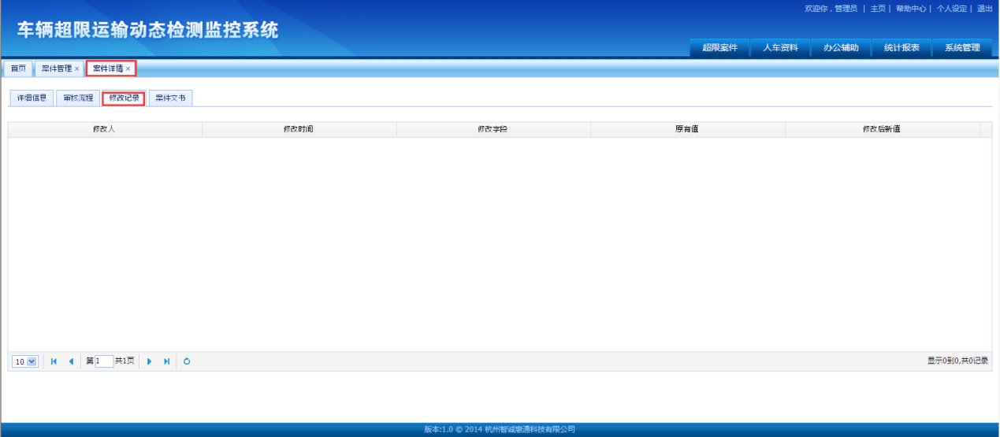 欢迎你，管理员 | 主页 | 帮助中心 | 个人设定 | 退出
车辆超限运输动态检测监控系统
超限案件 人车资料 办公辅助 统计报表 系统管理
首页 案件管理 × 案件详情 ×
详细信息 审核流程 修改记录 案件文书
修改人 修改时间 修改字段 原有值 修改后新值
10 第 1 共1页 显示0到0,共0记录
版本:1.0 © 2014 杭州智诚惠通科技有限公司